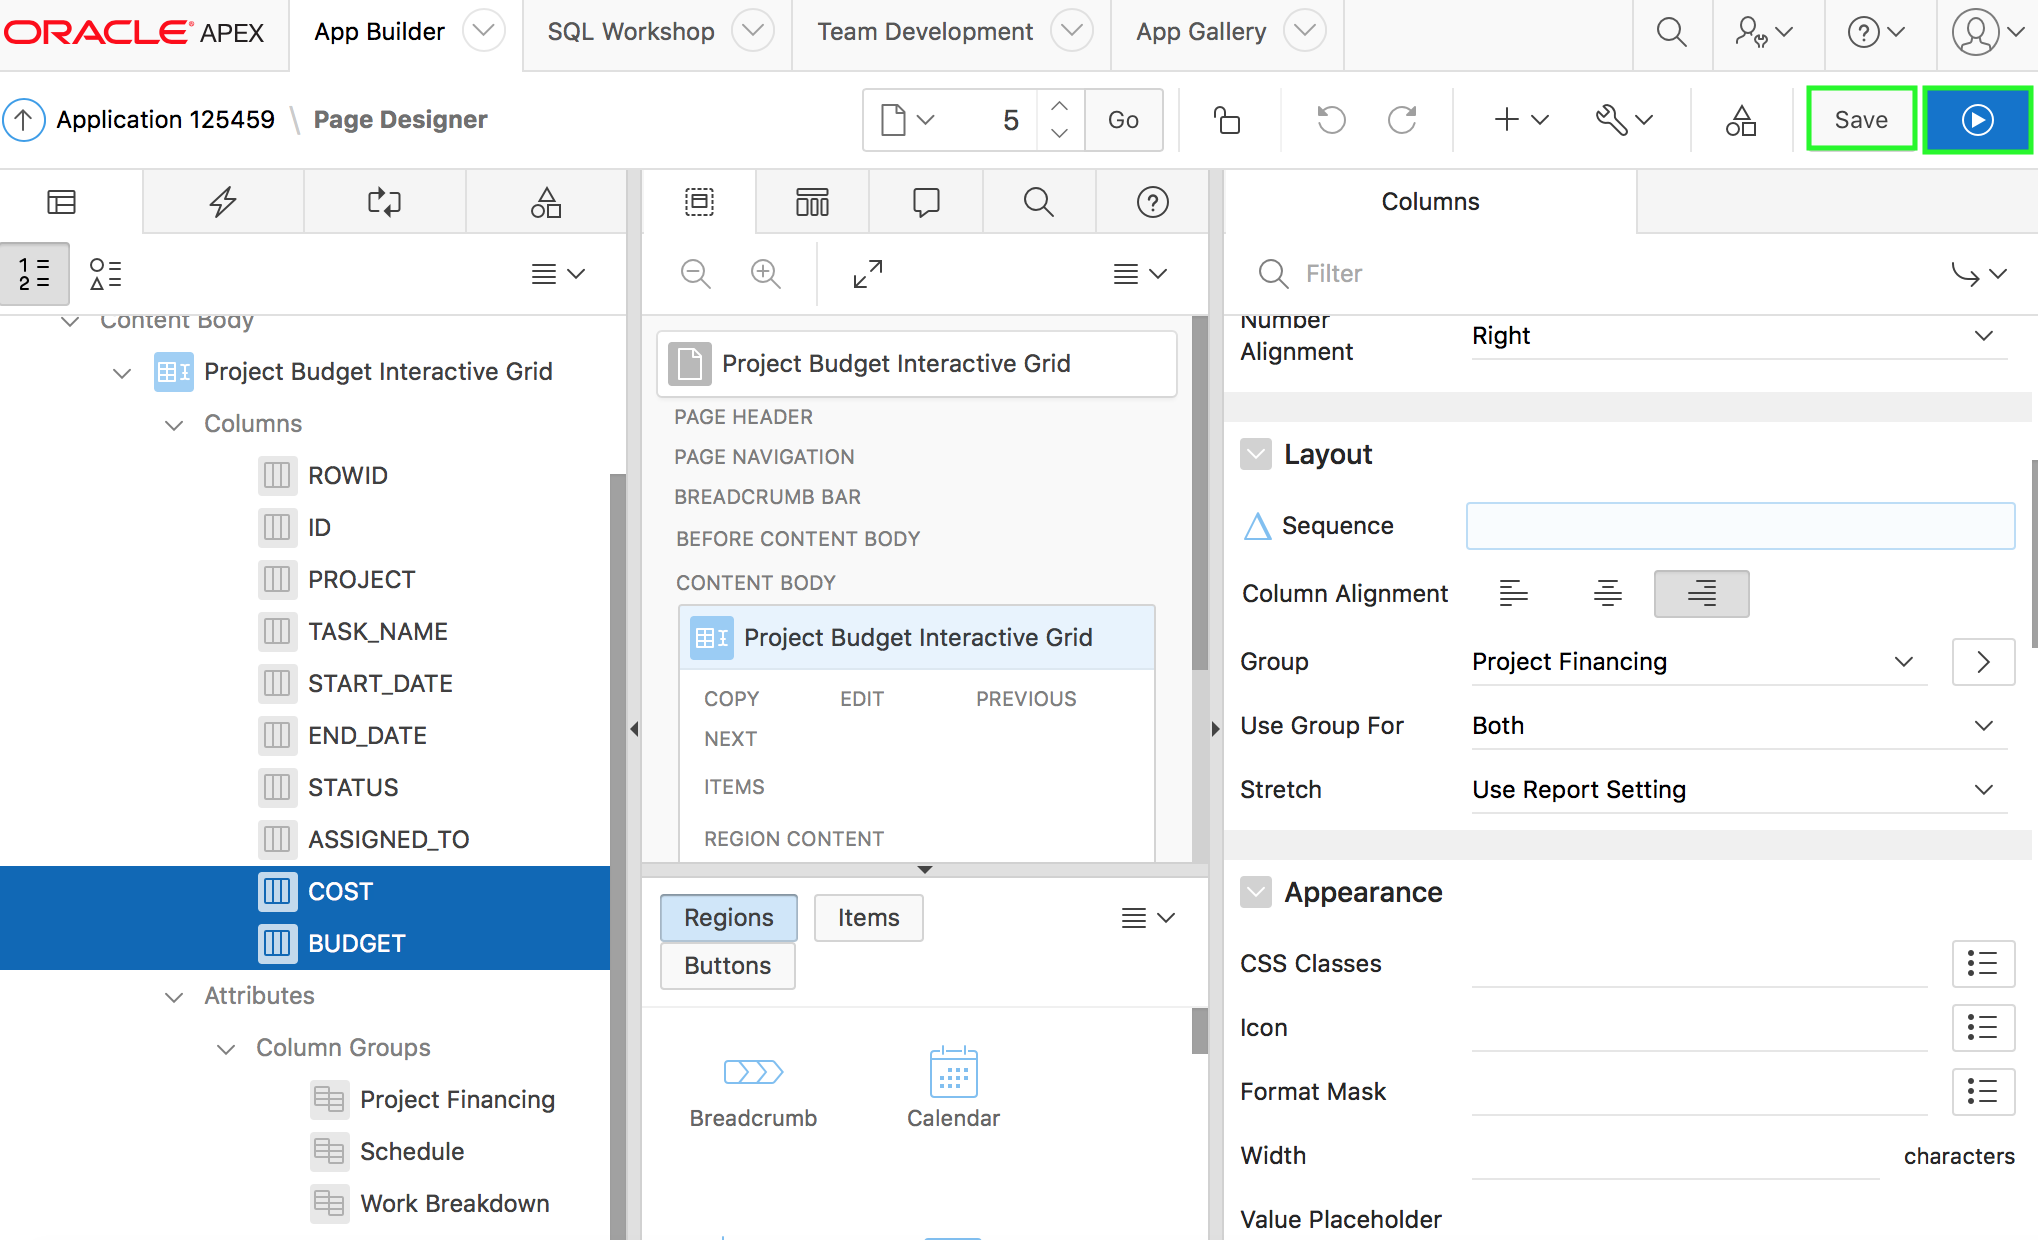 ORACLE APEX
App Builder
SQL Workshop
Team Development
App Gallery
Application 125459 \ Page Designer
5
Go
Save
Columns
1
2
Filter
Content Body
Project Budget Interactive Grid
Columns
ROWID
ID
PROJECT
TASK_NAME
START_DATE
END_DATE
STATUS
ASSIGNED_TO
COST
BUDGET
Attributes
Column Groups
Project Financing
Schedule
Work Breakdown
Project Budget Interactive Grid
PAGE HEADER
PAGE NAVIGATION
BREADCRUMB BAR
BEFORE CONTENT BODY
CONTENT BODY
Project Budget Interactive Grid
COPY EDIT PREVIOUS
NEXT
ITEMS
REGION CONTENT
Regions Items
Buttons
Breadcrumb Calendar
Number
Alignment Right
Layout
Sequence
Column Alignment
Group Project Financing
Use Group For Both
Stretch Use Report Setting
Appearance
CSS Classes
Icon
Format Mask
Width characters
Value Placeholder